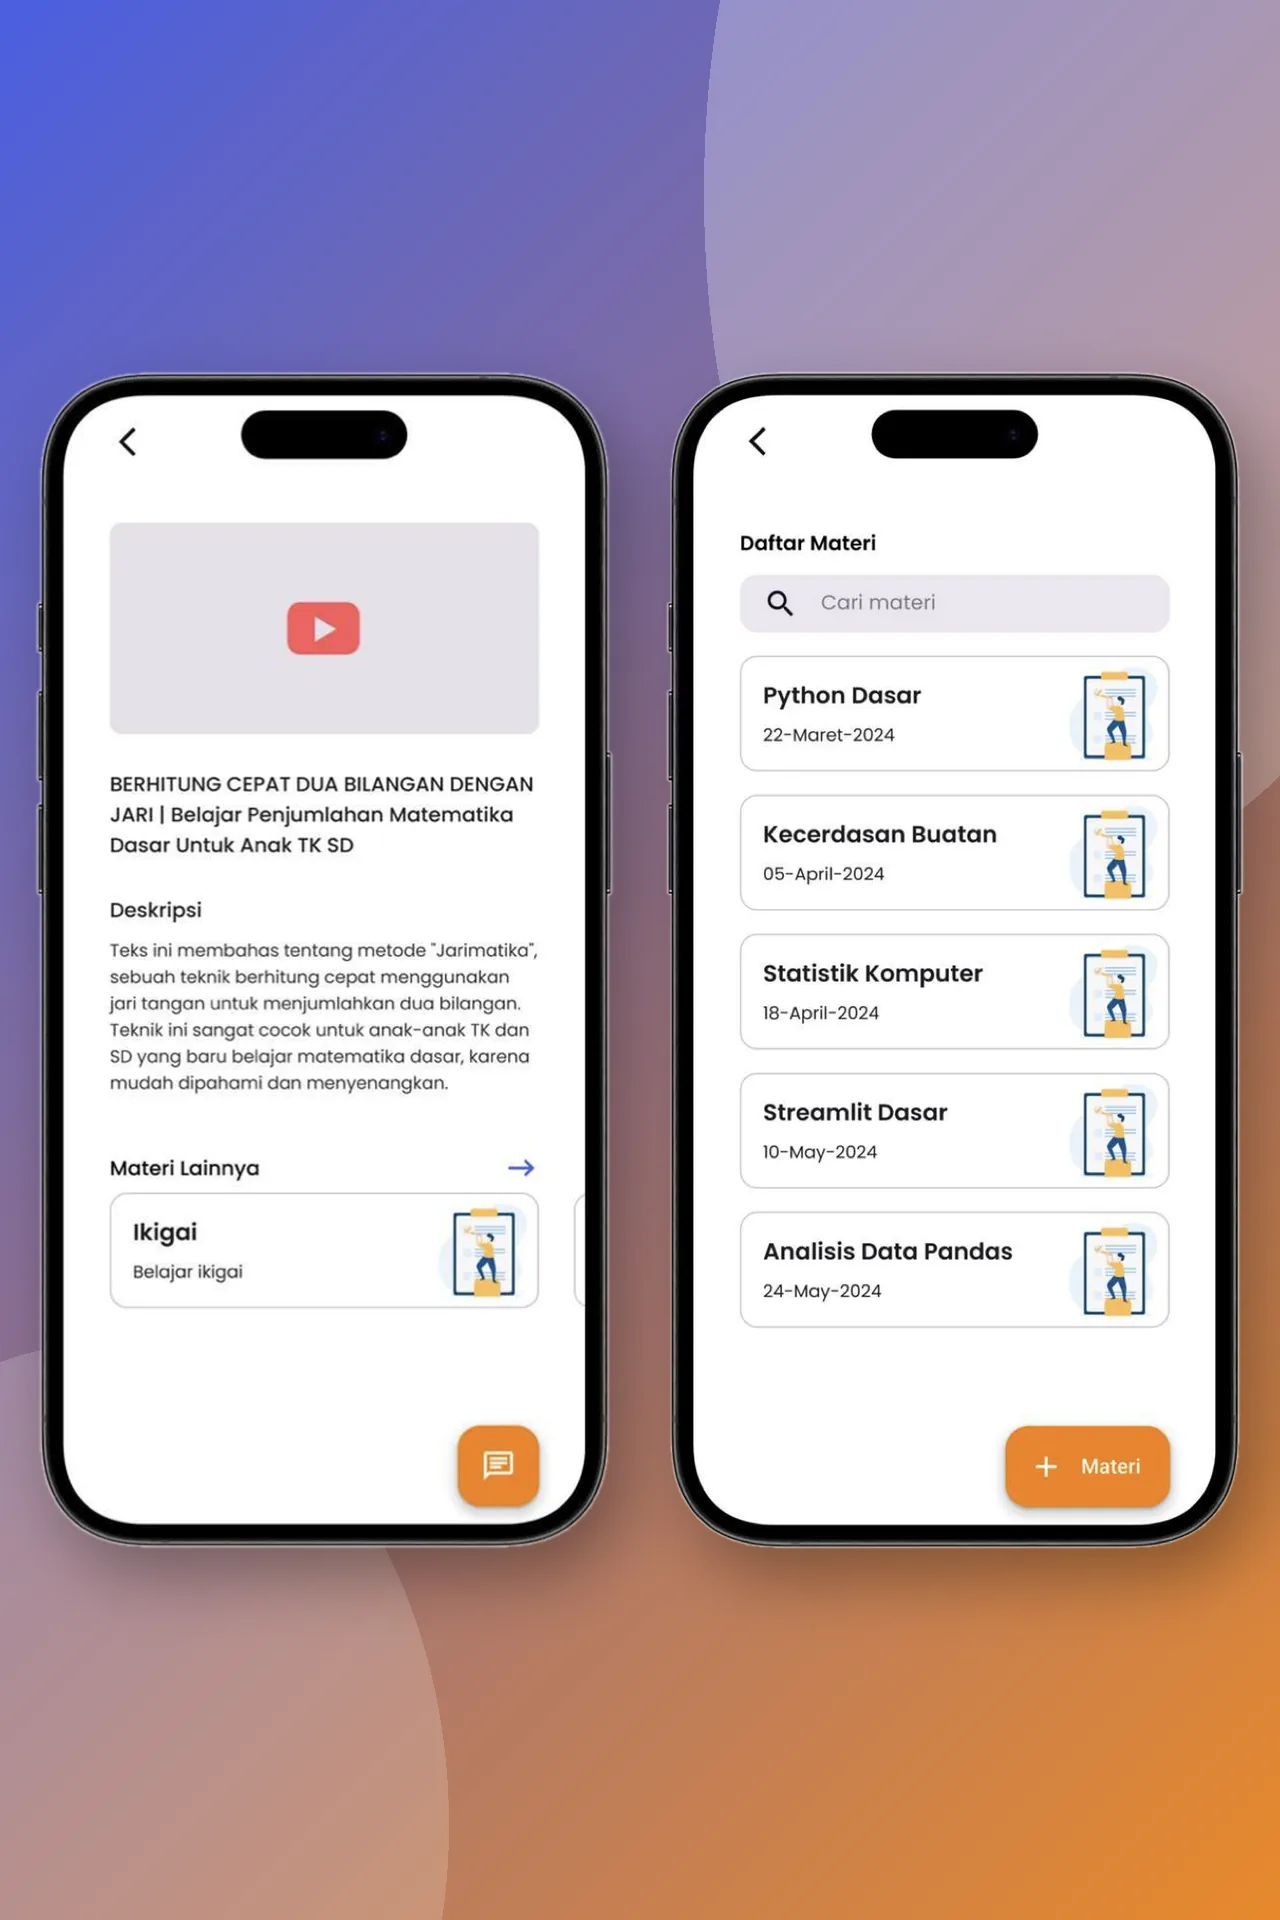 BERHITUNG CEPAT DUA BILANGAN DENGAN
JARI | Belajar Penjumlahan Matematika
Dasar Untuk Anak TK SD
Deskripsi
Teks ini membahas tentang metode "Jarimatika",
sebuah teknik berhitung cepat menggunakan
jari tangan untuk menjumlahkan dua bilangan.
Teknik ini sangat cocok untuk anak-anak TK dan
SD yang baru belajar matematika dasar, karena
mudah dipahami dan menyenangkan.
Materi Lainnya
Ikigai
Belajar ikigai
Daftar Materi
Cari materi
Python Dasar
22-Maret-2024
Kecerdasan Buatan
05-April-2024
Statistik Komputer
18-April-2024
Streamlit Dasar
10-May-2024
Analisis Data Pandas
24-May-2024
+ Materi